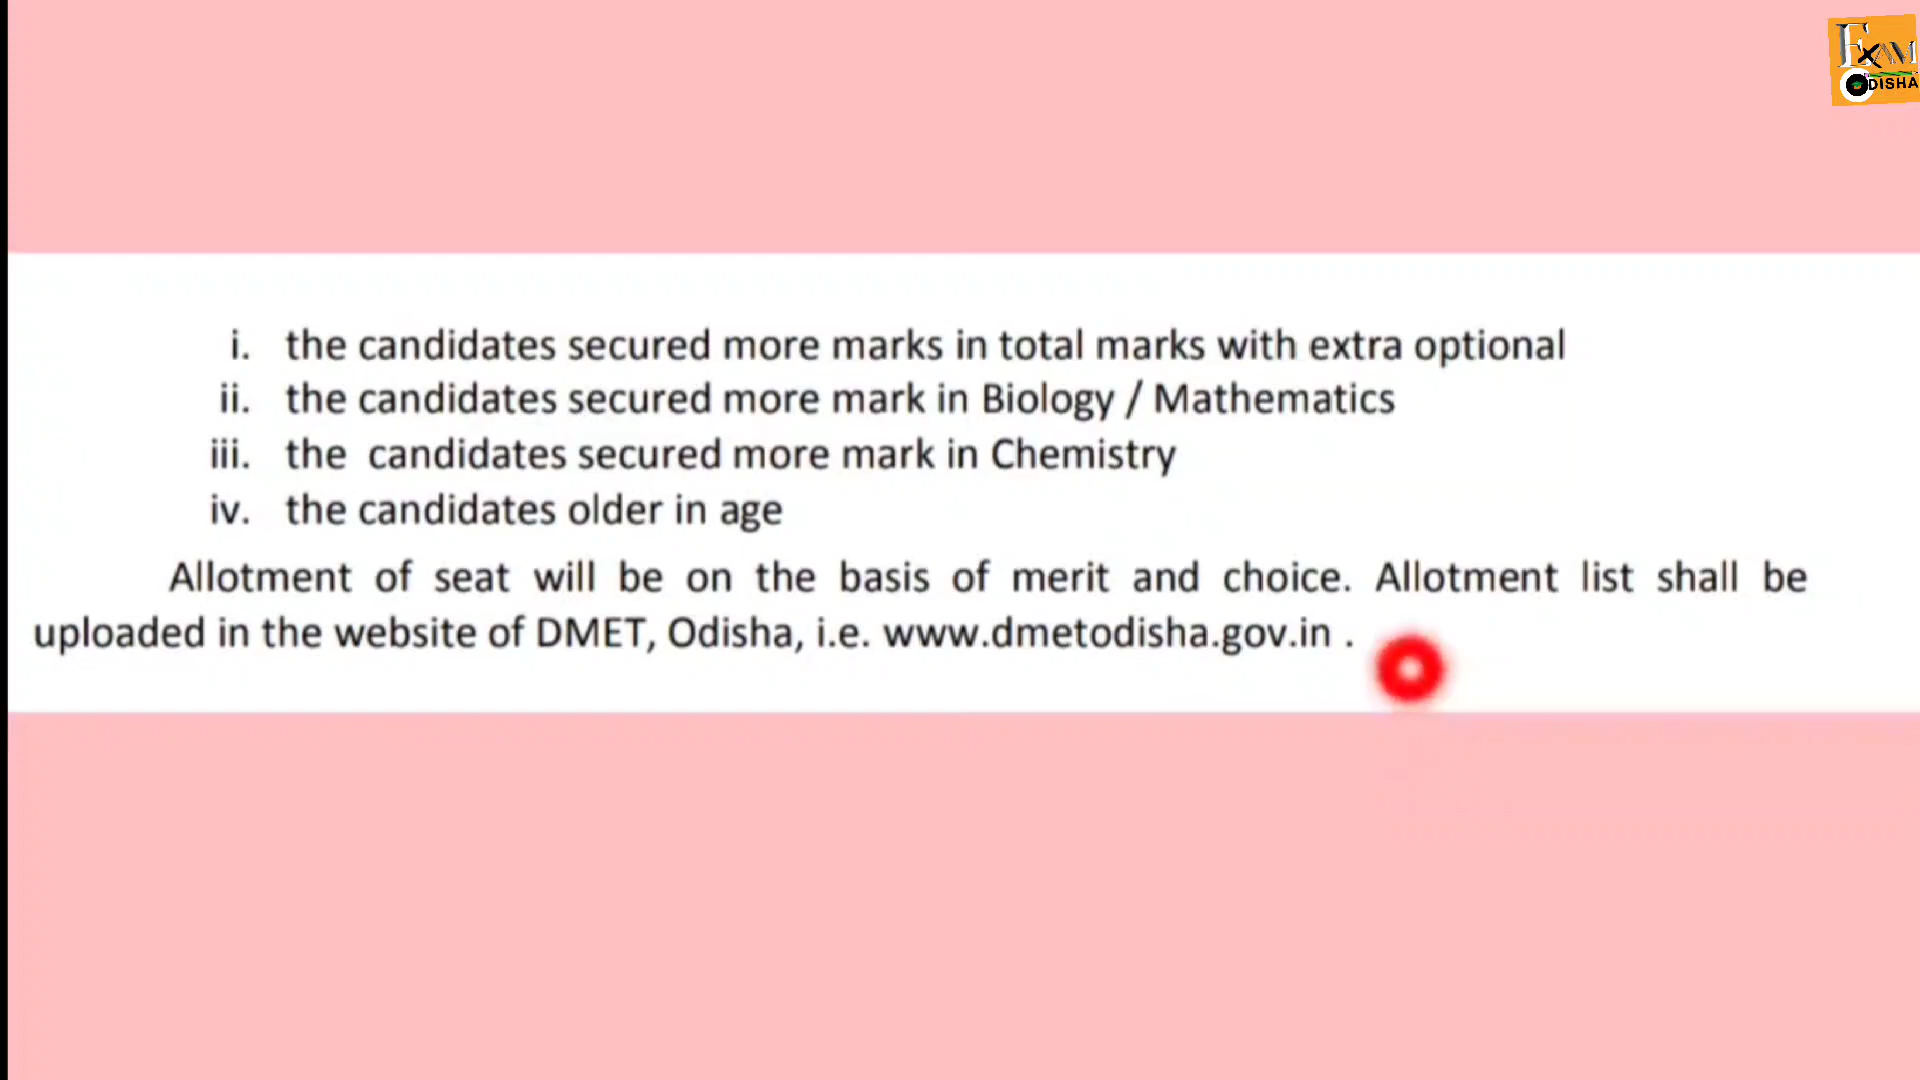 EXAM
ODISHA
i. the candidates secured more marks in total marks with extra optional
ii. the candidates secured more mark in Biology / Mathematics
iii. the candidates secured more mark in Chemistry
iv. the candidates older in age
Allotment of seat will be on the basis of merit and choice. Allotment list shall be
uploaded in the website of DMET, Odisha, i.e. www.dmetodisha.gov.in .